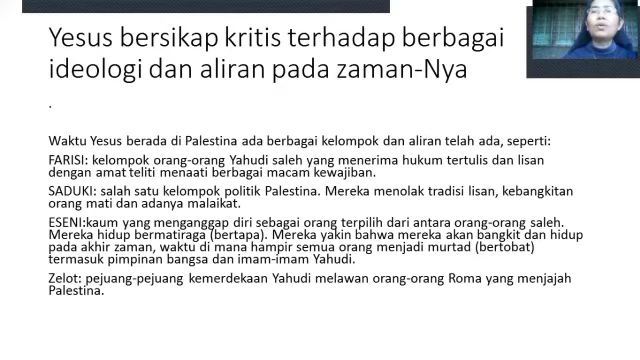 Yesus bersikap kritis terhadap berbagai
ideologi dan aliran pada zaman-Nya
.
Waktu Yesus berada di Palestina ada berbagai kelompok dan aliran telah ada, seperti:
FARISI: kelompok orang-orang Yahudi saleh yang menerima hukum tertulis dan lisan
dengan amat teliti menaati berbagai macam kewajiban.
SADUKI: salah satu kelompok politik Palestina. Mereka menolak tradisi lisan, kebangkitan
orang mati dan adanya malaikat.
ESENI:kaum yang menganggap diri sebagai orang terpilih dari antara orang-orang saleh.
Mereka hidup bermatiraga (bertapa). Mereka yakin bahwa mereka akan bangkit dan hidup
pada akhir zaman, waktu di mana hampir semua orang menjadi murtad (bertobat)
termasuk pimpinan bangsa dan imam-imam Yahudi.
Zelot: pejuang-pejuang kemerdekaan Yahudi melawan orang-orang Roma yang menjajah
Palestina.